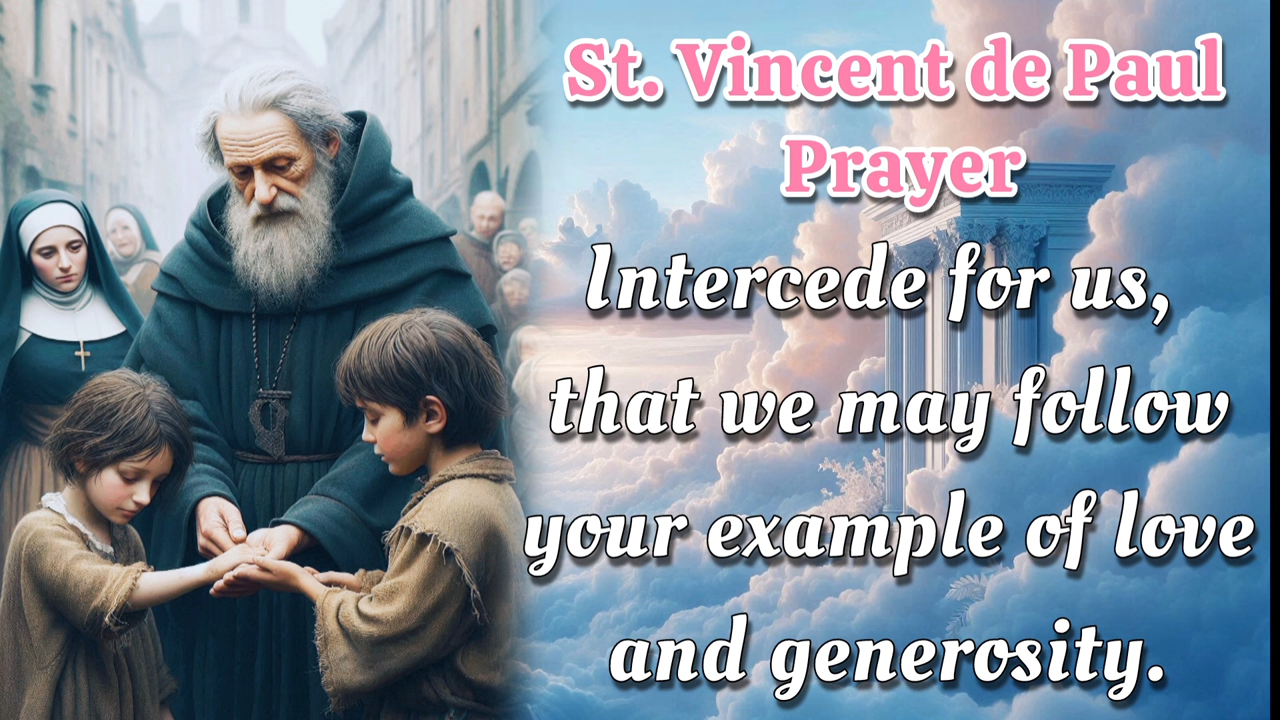 St. Vincent de Paul
Prayer
Intercede for us,
that we may follow
your example of love
and generosity.